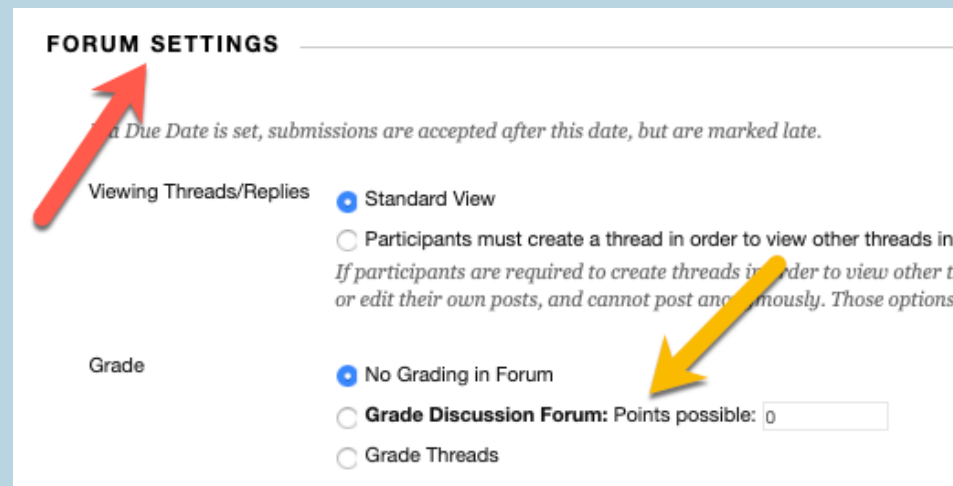 FORUM SETTINGS
a Due Date is set, submissions are accepted after this date, but are marked late.
Viewing Threads/Replies
Standard View
Participants must create a thread in order to view other threads in
If participants are required to create threads in order to view other t
or edit their own posts, and cannot post anonymously. Those options
Grade
No Grading in Forum
Grade Discussion Forum: Points possible: 0
Grade Threads